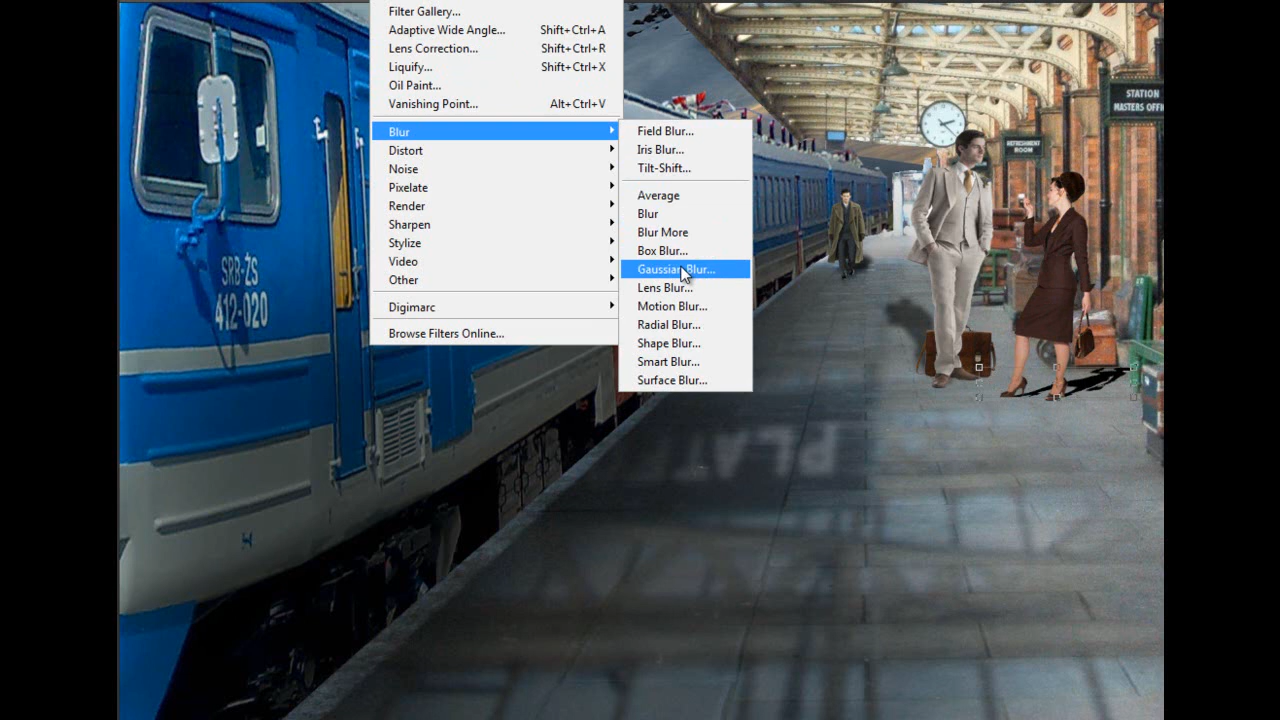 Filter Gallery...
Adaptive Wide Angle... Shift+Ctrl+A
Lens Correction... Shift+Ctrl+R
Liquify... Shift+Ctrl+X
Oil Paint...
Vanishing Point... Alt+Ctrl+V
Blur
Distort
Noise
Pixelate
Render
Sharpen
Stylize
Video
Other
Digimarc
Browse Filters Online...
Field Blur...
Iris Blur...
Tilt-Shift...
Average
Blur
Blur More
Box Blur...
Gaussian Blur...
Lens Blur...
Motion Blur...
Radial Blur...
Shape Blur...
Smart Blur...
Surface Blur...
SRB-ŽS
412-020
STATION
MASTERS OFFI
REFRESHMENT
ROOM
PLAT